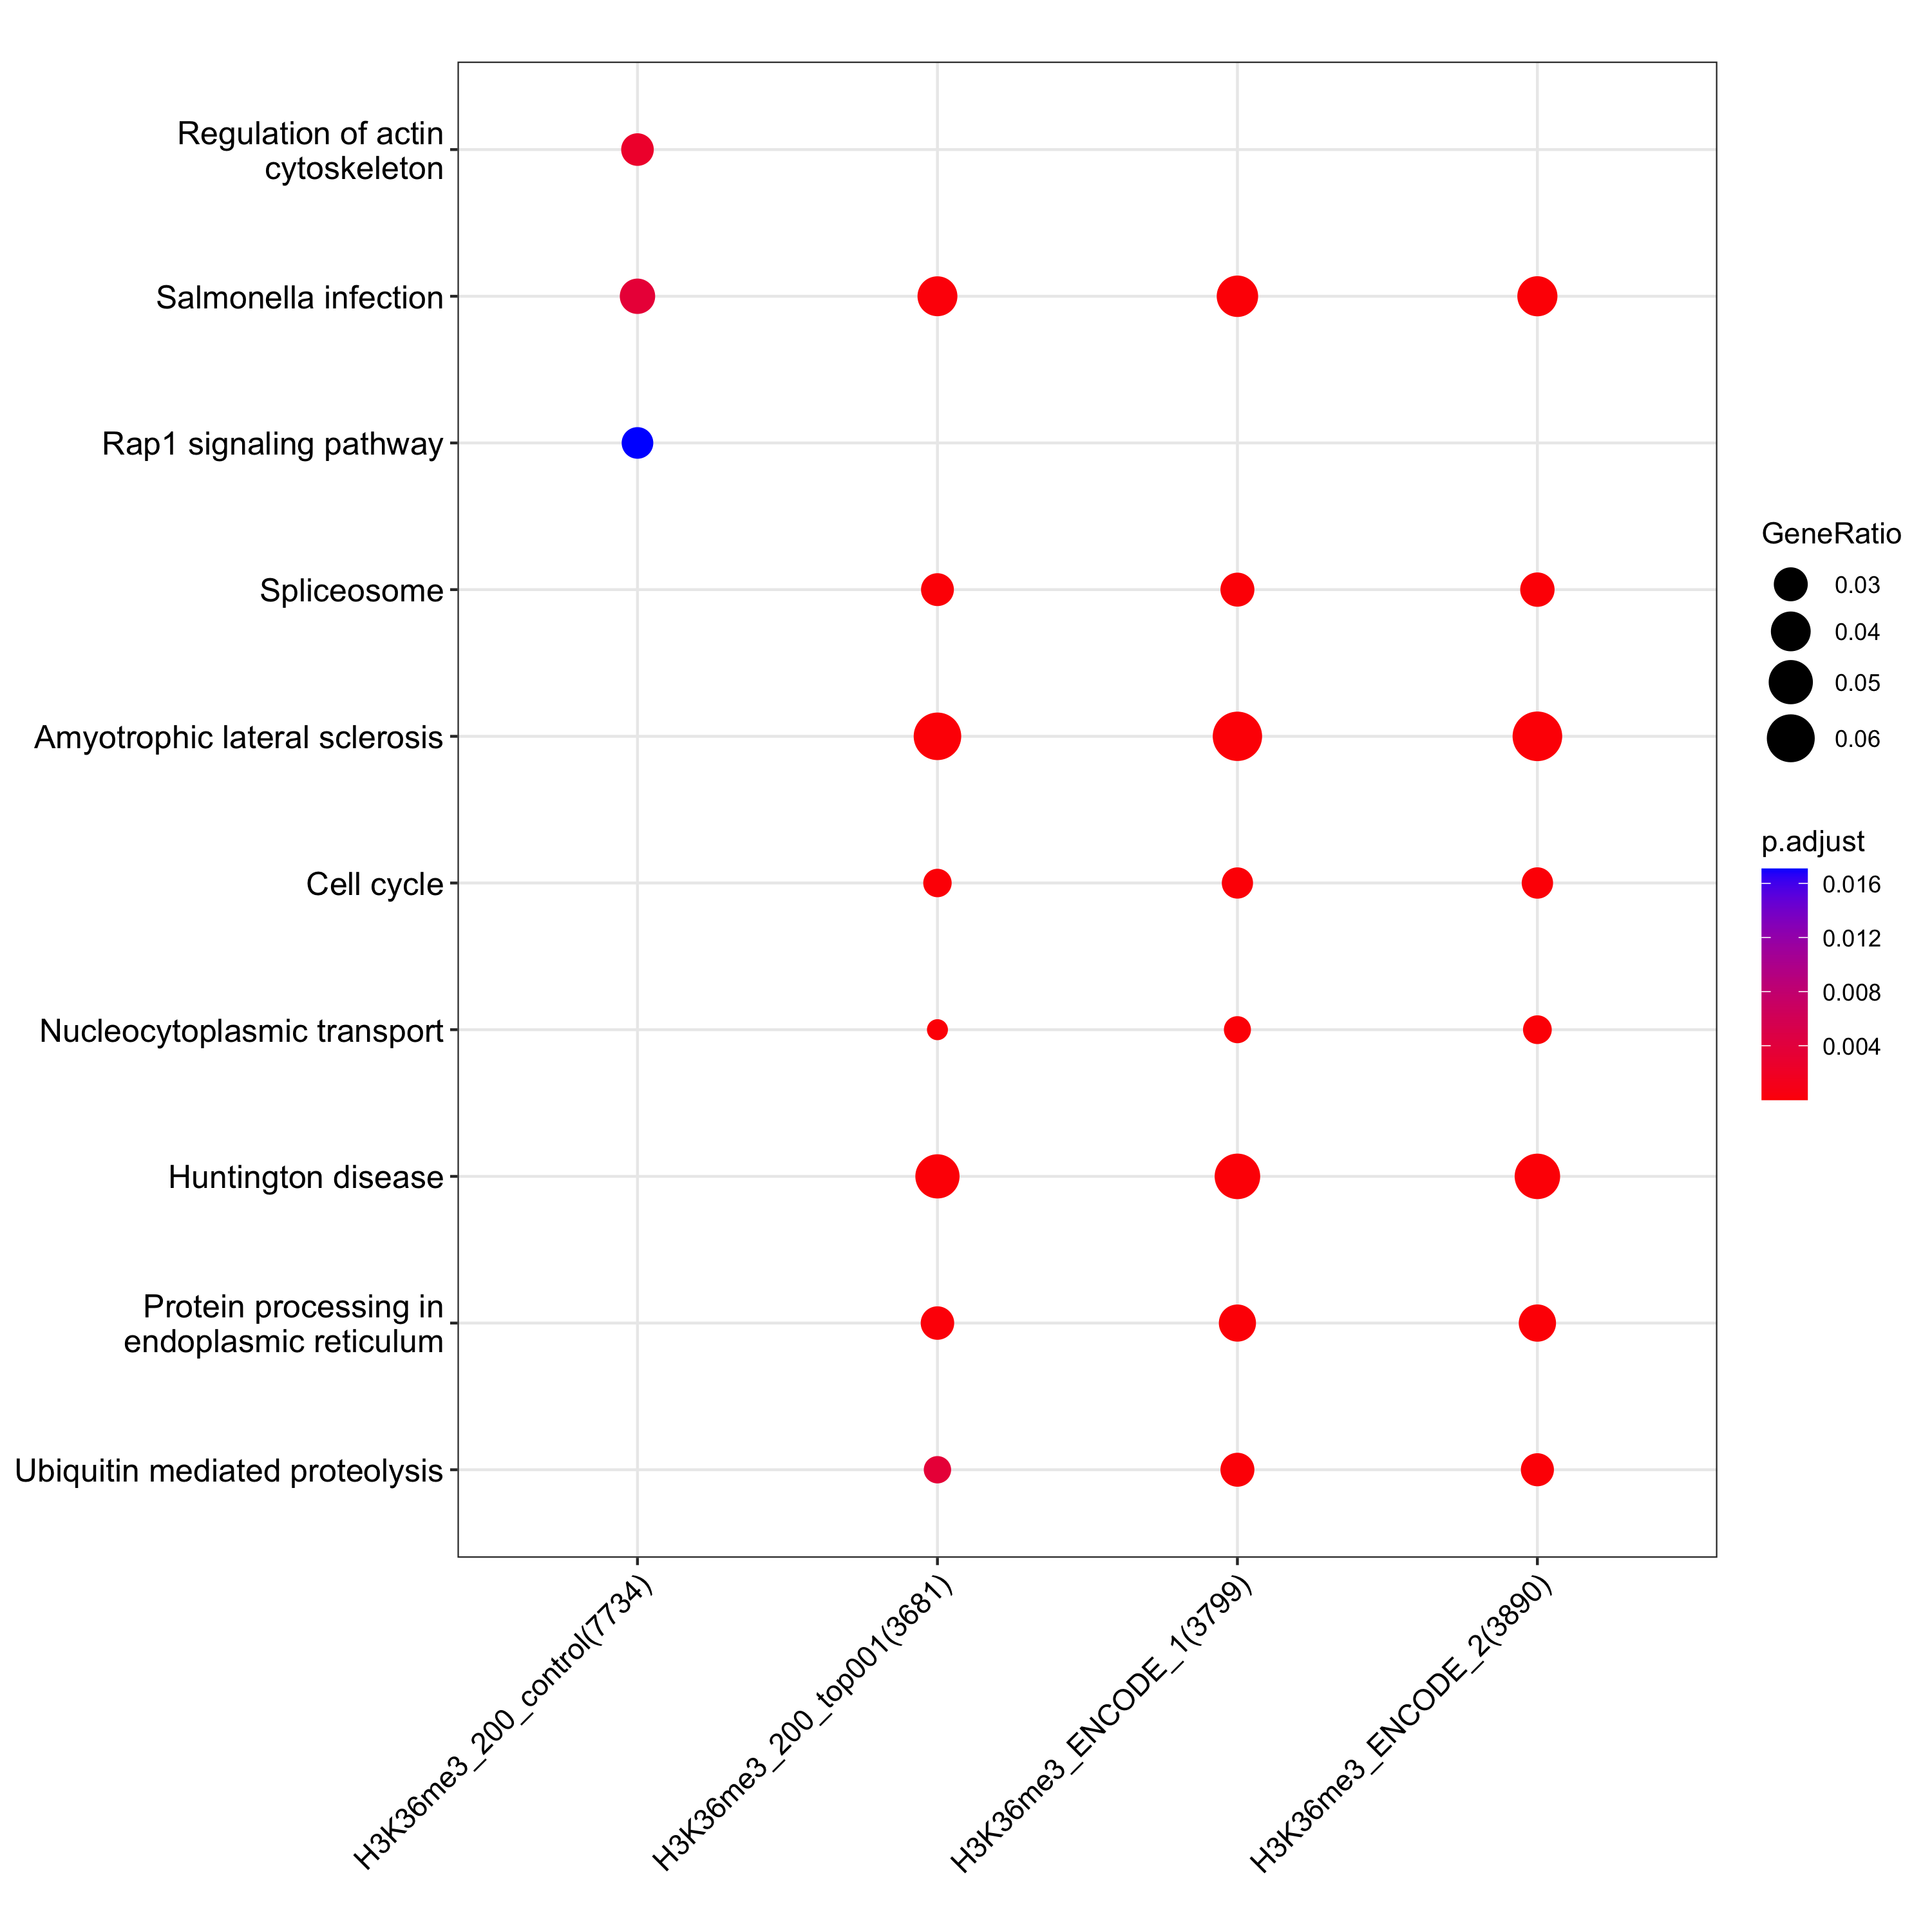 Regulation of actin
cytoskeleton
Salmonella infection
Rap1 signaling pathway
Spliceosome
Amyotrophic lateral sclerosis
Cell cycle
Nucleocytoplasmic transport
Huntington disease
Protein processing in
endoplasmic reticulum
Ubiquitin mediated proteolysis
H3K36me3_200_control(7734)
H3K36me3_200_top001(3681)
H3K36me3_ENCODE_1(3799)
H3K36me3_ENCODE_2(3890)
GeneRatio
0.03
0.04
0.05
0.06
p.adjust
0.016
0.012
0.008
0.004